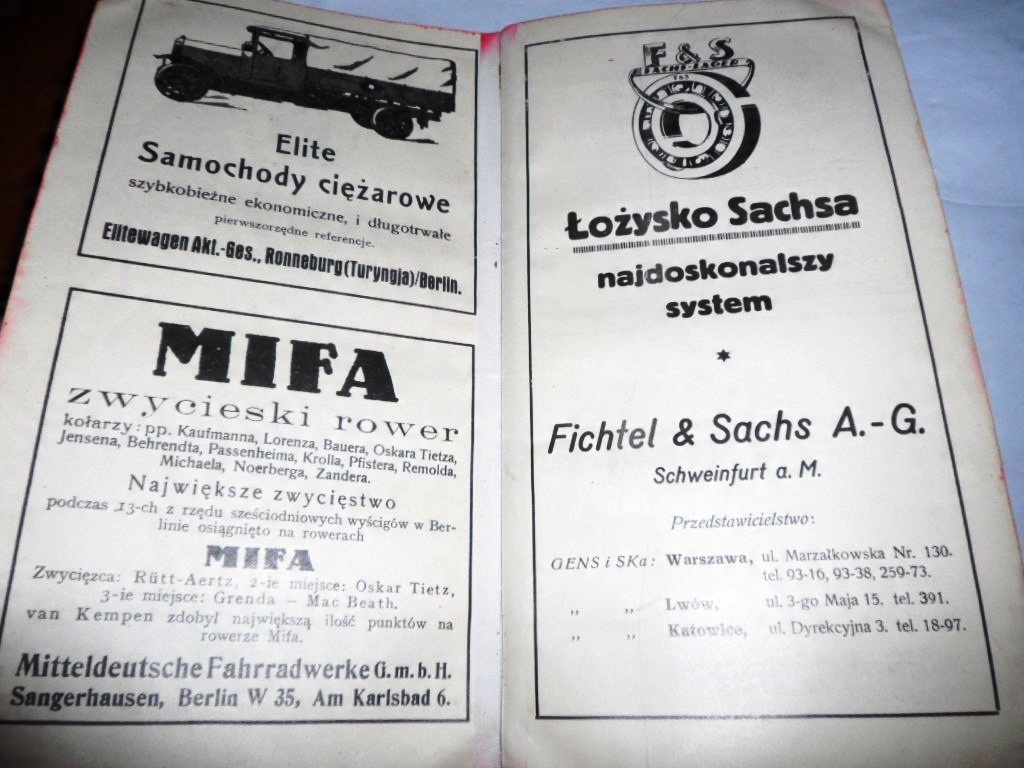 Elite
Samochody ciężarowe
szybkobieżne ekonomiczne, i długotrwałe
pierwszorzędne referencje.
Elitewagen Akt.-Ges., Ronneburg (Turyngja)/Berlin.
MIFA
zwycieski rower
kołarzy: pp. Kaufmanna, Lorenza, Bauera, Oskara Tietza,
Jensena, Behrendta, Passenheima, Krolla, Pfistera, Remolda,
Michaela, Noerberga, Zandera.
Największe zwycięstwo
podczas 13-ch z rzędu sześciodniowych wyścigów w Ber-
linie osiągnięto na rowerach
MIFA
Zwycięzca: Rütt-Aertz, 2-ie miejsce: Oskar Tietz,
3-ie miejsce: Grenda — Mac Beath.
van Kempen zdobył największą ilość punktów na
rowerze Mifa.
Mitteldeutsche Fahrradwerke G. m. b. H.
Sangerhausen, Berlin W 35, Am Karlsbad 6.
F & S
SACHS-LAGER
Łożysko Sachsa
najdoskonalszy
system
*
Fichtel & Sachs A.-G.
Schweinfurt a. M.
Przedstawicielstwo:
GENS i SKa: Warszawa, ul. Marzałkowska Nr. 130.
tel. 93-16, 93-38, 259-73.
„ „ Lwów, ul. 3-go Maja 15. tel. 391.
„ „ Katowice, ul. Dyrekcyjna 3. tel. 18-97.